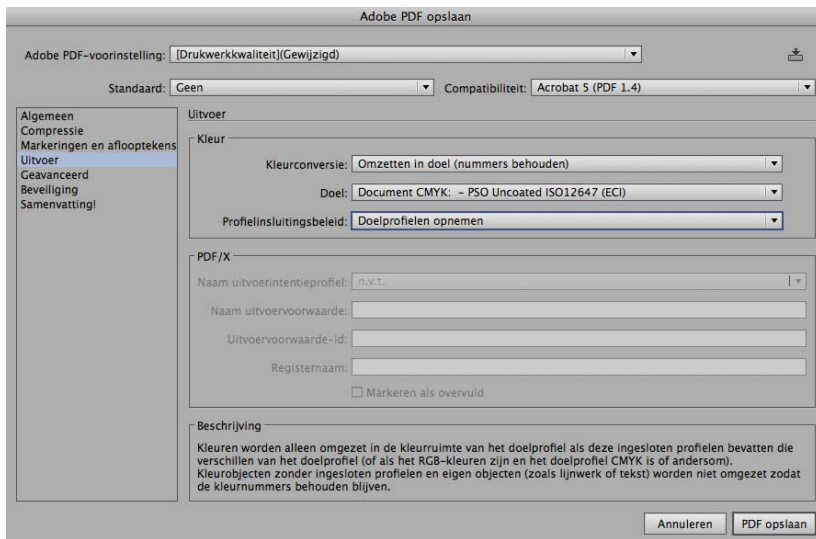 Adobe PDF opslaan
Adobe PDF-voorinstelling: [Drukwerkkwaliteit](Gewijzigd)
Standaard: Geen Compatibiliteit: Acrobat 5 (PDF 1.4)
Algemeen
Compressie
Markeringen en aflooptekens
Uitvoer
Geavanceerd
Beveiliging
Samenvatting!
Uitvoer
Kleur
Kleurconversie: Omzetten in doel (nummers behouden)
Doel: Document CMYK: – PSO Uncoated ISO12647 (ECI)
Profielinsluitingsbeleid: Doelprofielen opnemen
PDF/X
Naam uitvoerintentieprofiel: n.v.t.
Naam uitvoervoorwaarde:
Uitvoervoorwaarde-id:
Registernaam:
Markeren als overvuld
Beschrijving
Kleuren worden alleen omgezet in de kleurruimte van het doelprofiel als deze ingesloten profielen bevatten die
verschillen van het doelprofiel (of als het RGB-kleuren zijn en het doelprofiel CMYK is of andersom).
Kleurobjecten zonder ingesloten profielen en eigen objecten (zoals lijnwerk of tekst) worden niet omgezet zodat
de kleurnummers behouden blijven.
Annuleren PDF opslaan